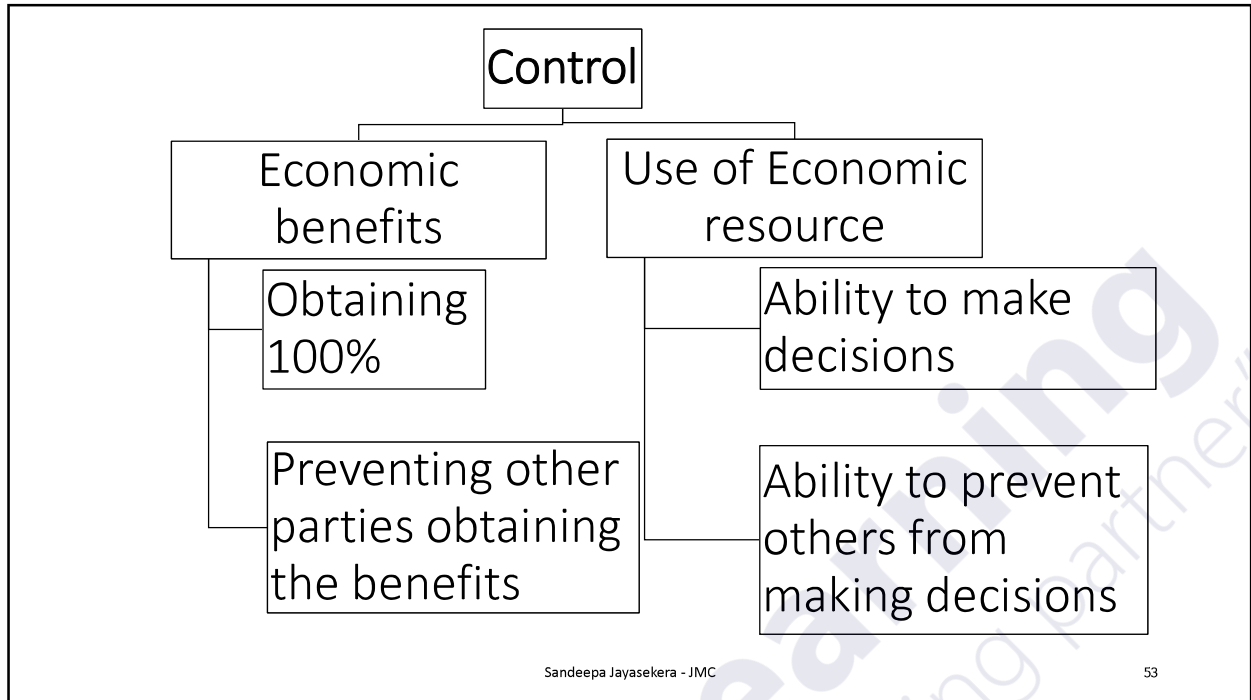 Control
Economic
benefits
Use of Economic
resource
Obtaining
100%
Ability to make
decisions
Preventing other
parties obtaining
the benefits
Ability to prevent
others from
making decisions
Sandeepa Jayasekera - JMC
53